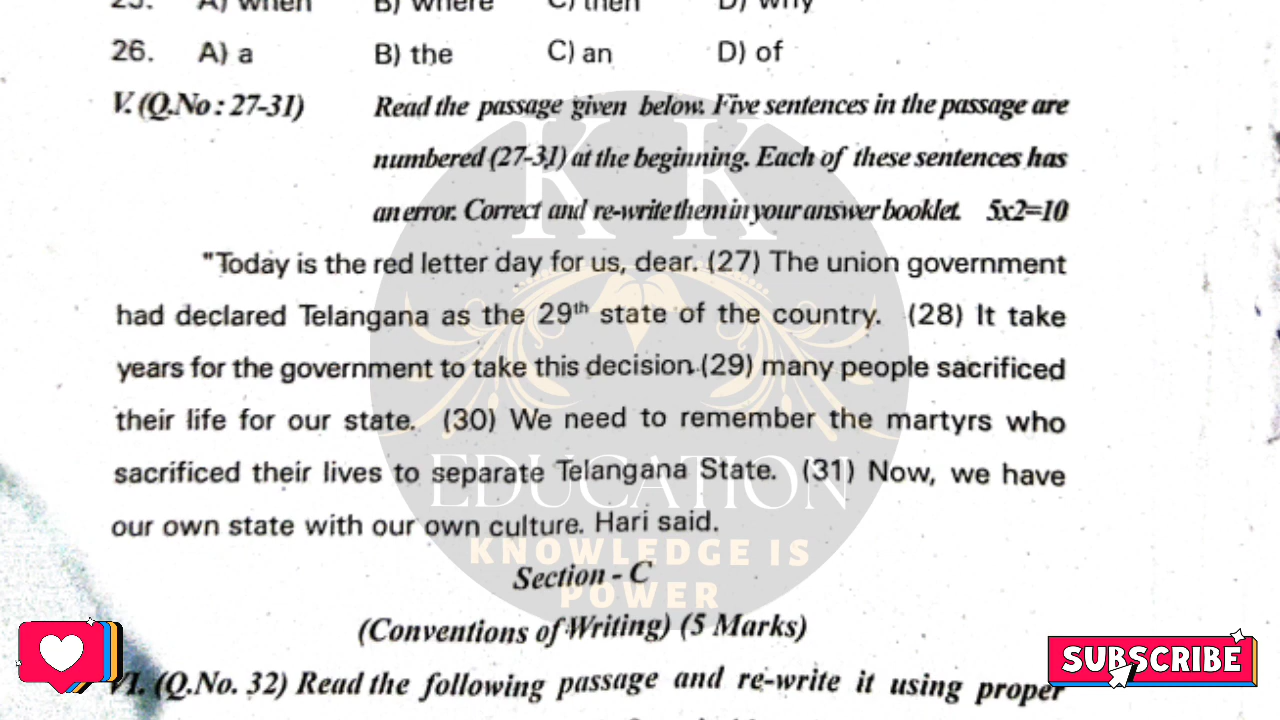 25. A) when B) where C) then D) why
26. A) a B) the C) an D) of
V. (Q.No : 27-31) Read the passage given below. Five sentences in the passage are
numbered (27-31) at the beginning. Each of these sentences has
an error. Correct and re-write them in your answer booklet. 5x2=10
"Today is the red letter day for us, dear. (27) The union government
had declared Telangana as the 29th state of the country. (28) It take
years for the government to take this decision.(29) many people sacrificed
their life for our state. (30) We need to remember the martyrs who
sacrificed their lives to separate Telangana State. (31) Now, we have
our own state with our own culture. Hari said.
Section - C
(Conventions of Writing) (5 Marks)
VI. (Q.No. 32) Read the following passage and re-write it using proper
K K
EDUCATION
KNOWLEDGE IS
POWER
SUBSCRIBE